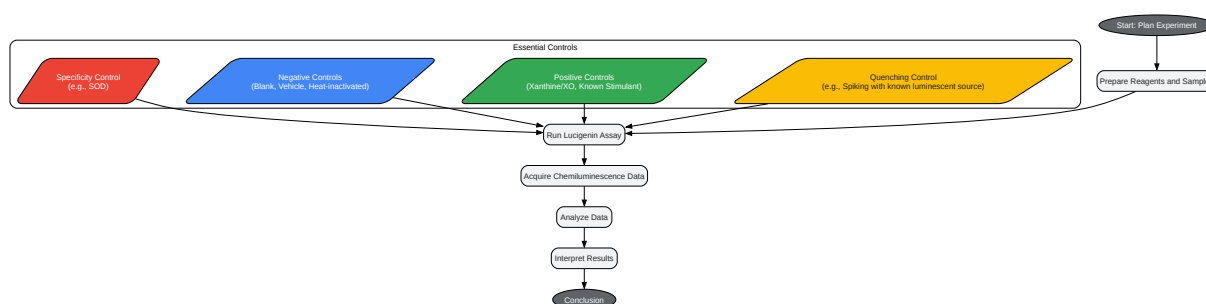 Start: Plan Experiment
Essential Controls
Specificity Control
(e.g., SOD)
Negative Controls
(Blank, Vehicle, Heat-inactivated)
Positive Controls
(Xanthine/XO, Known Stimulant)
Quenching Control
(e.g., Spiking with known luminescent source)
Prepare Reagents and Sample
Run Lucigenin Assay
Acquire Chemiluminescence Data
Analyze Data
Interpret Results
Conclusion